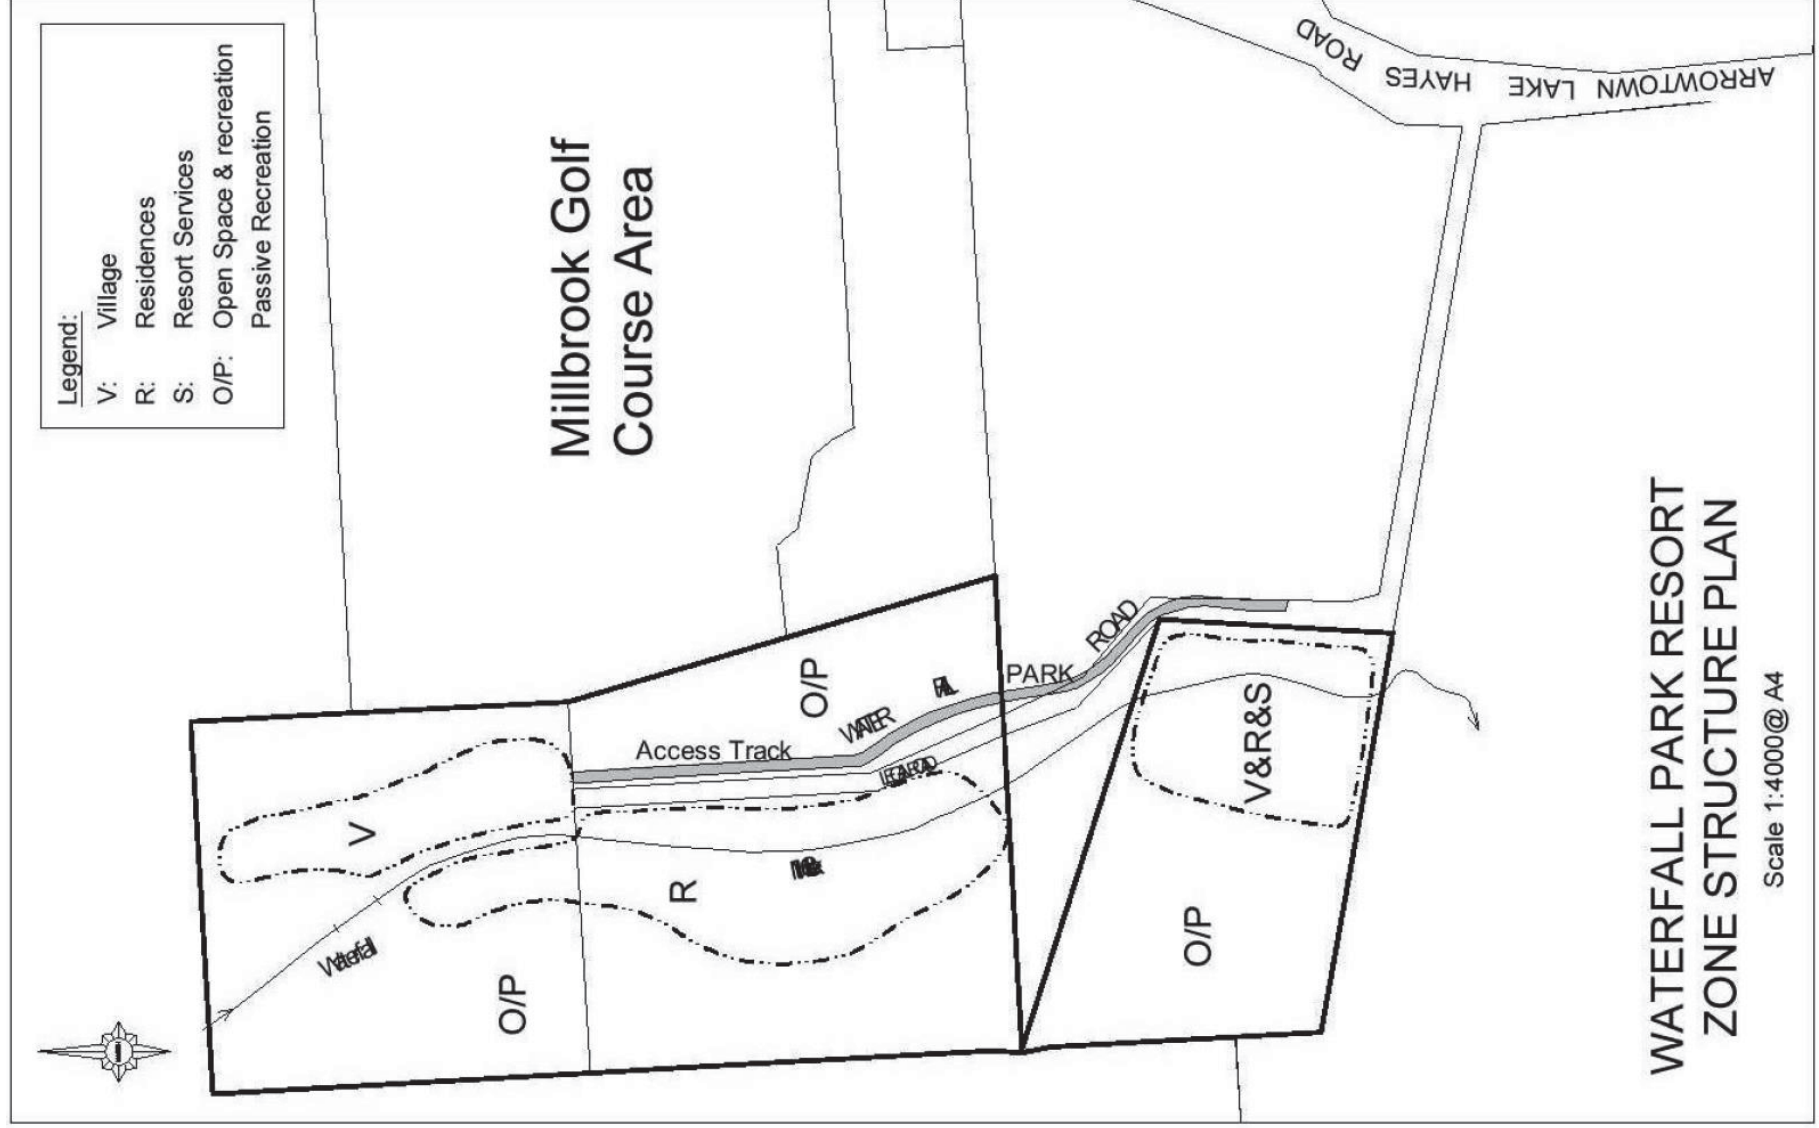 Legend:
V: Village
R: Residences
S: Resort Services
O/P: Open Space & recreation
Passive Recreation
Millbrook Golf
Course Area
ARROWTOWN LAKE HAYES ROAD
V
Waterfall
O/P
R
Access Track
O/P
WATER
PARK
ROAD
V&R&S
O/P
WATERFALL PARK RESORT
ZONE STRUCTURE PLAN
Scale 1:4000@ A4